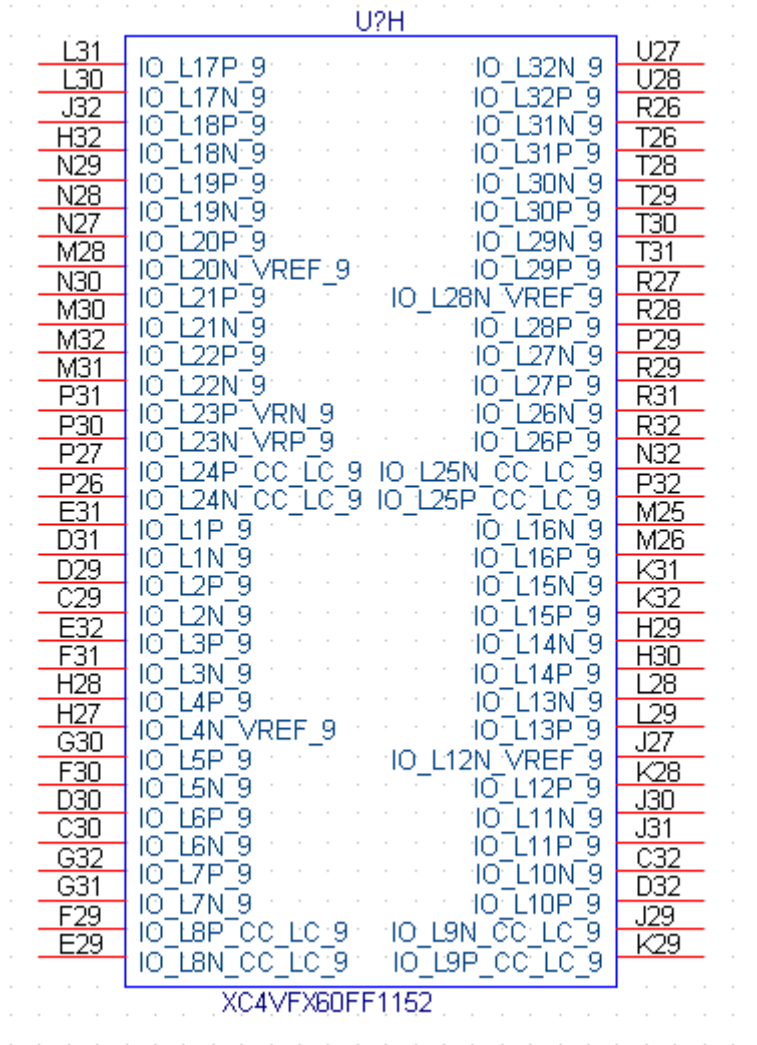 U?H
L31 IO_L17P_9 IO_L32N_9 U27
L30 IO_L17N_9 IO_L32P_9 U28
J32 IO_L18P_9 IO_L31N_9 R26
H32 IO_L18N_9 IO_L31P_9 T26
N29 IO_L19P_9 IO_L30N_9 T28
N28 IO_L19N_9 IO_L30P_9 T29
N27 IO_L20P_9 IO_L29N_9 T30
M28 IO_L20N_VREF_9 IO_L29P_9 T31
N30 IO_L21P_9 IO_L28N_VREF_9 R27
M30 IO_L21N_9 IO_L28P_9 R28
M32 IO_L22P_9 IO_L27N_9 P29
M31 IO_L22N_9 IO_L27P_9 R29
P31 IO_L23P_VRN_9 IO_L26N_9 R31
P30 IO_L23N_VRP_9 IO_L26P_9 R32
P27 IO_L24P_CC_LC_9 IO_L25N_CC_LC_9 N32
P26 IO_L24N_CC_LC_9 IO_L25P_CC_LC_9 P32
E31 IO_L1P_9 IO_L16N_9 M25
D31 IO_L1N_9 IO_L16P_9 M26
D29 IO_L2P_9 IO_L15N_9 K31
C29 IO_L2N_9 IO_L15P_9 K32
E32 IO_L3P_9 IO_L14N_9 H29
F31 IO_L3N_9 IO_L14P_9 H30
H28 IO_L4P_9 IO_L13N_9 L28
H27 IO_L4N_VREF_9 IO_L13P_9 L29
G30 IO_L5P_9 IO_L12N_VREF_9 J27
F30 IO_L5N_9 IO_L12P_9 K28
D30 IO_L6P_9 IO_L11N_9 J30
C30 IO_L6N_9 IO_L11P_9 J31
G32 IO_L7P_9 IO_L10N_9 C32
G31 IO_L7N_9 IO_L10P_9 D32
F29 IO_L8P_CC_LC_9 IO_L9N_CC_LC_9 J29
E29 IO_L8N_CC_LC_9 IO_L9P_CC_LC_9 K29
XC4VFX60FF1152